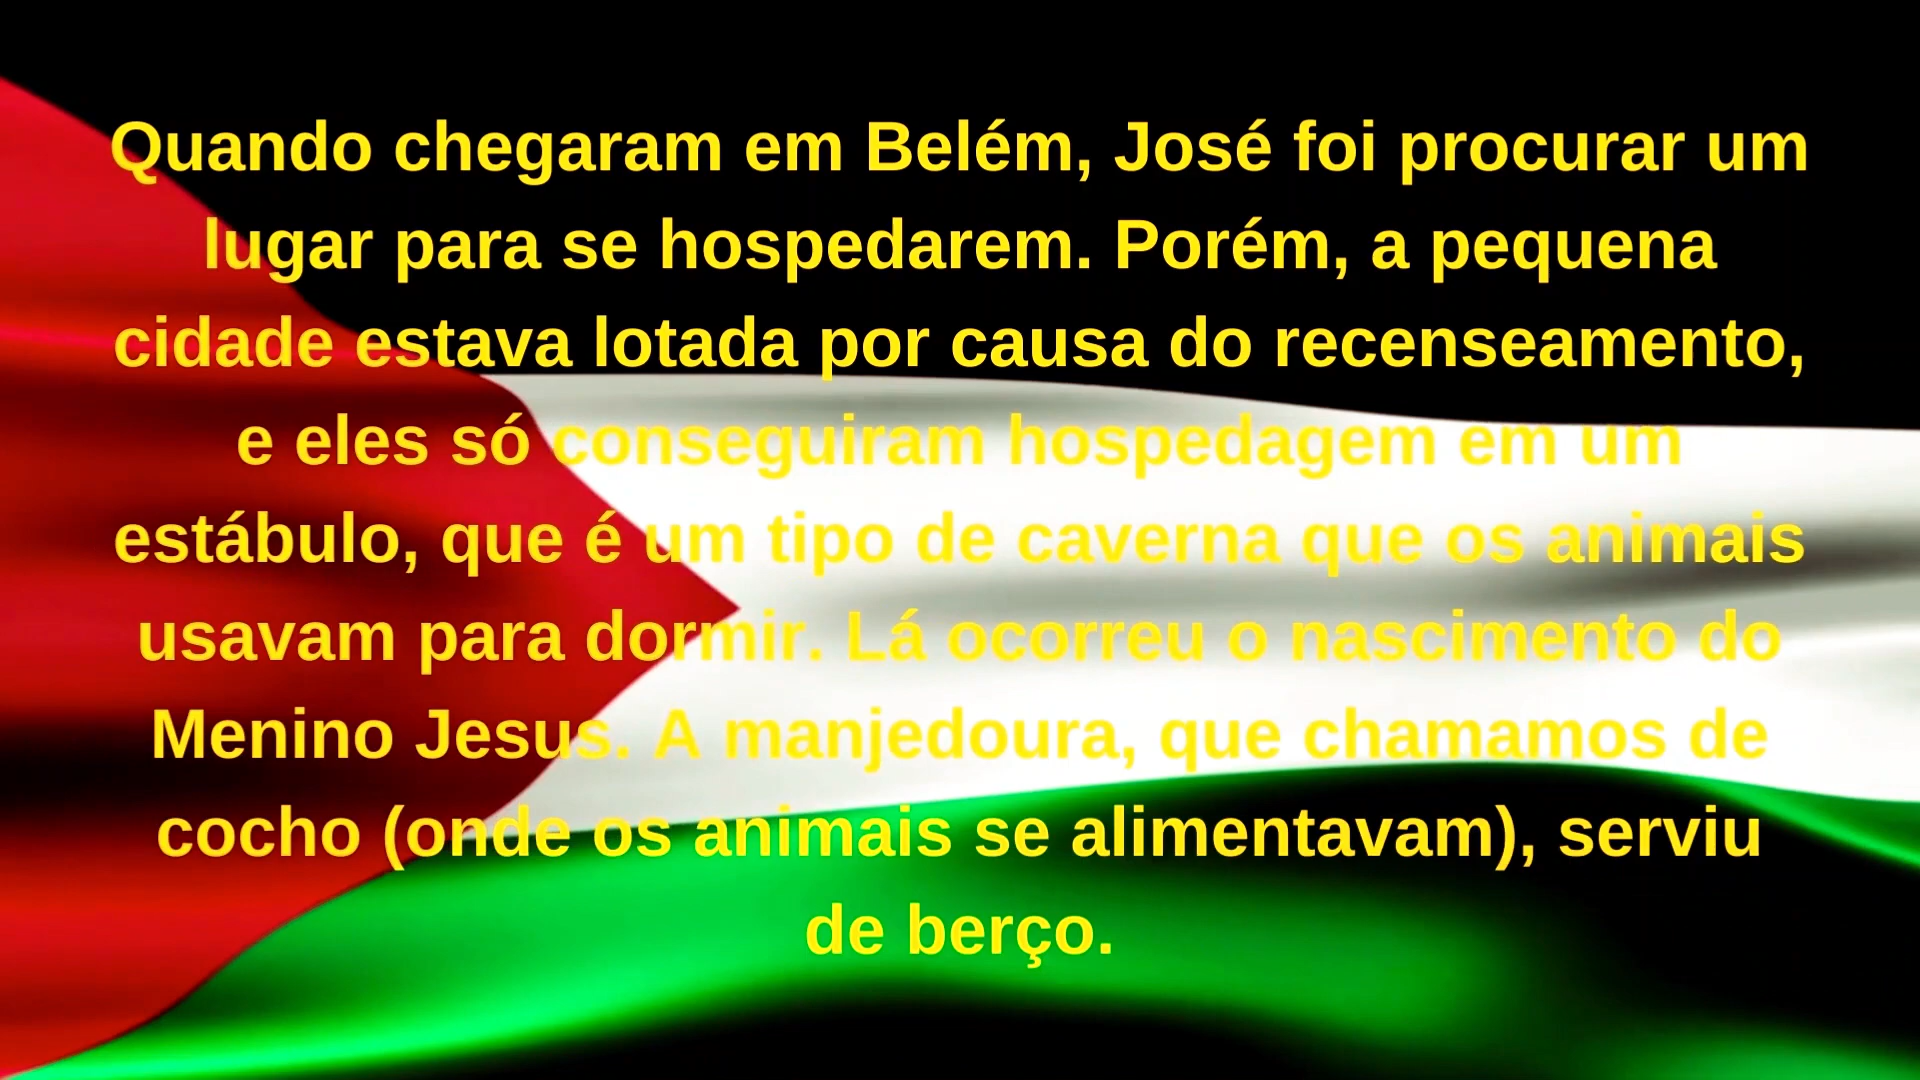 Quando chegaram em Belém, José foi procurar um
lugar para se hospedarem. Porém, a pequena
cidade estava lotada por causa do recenseamento,
e eles só conseguiram hospedagem em um
estábulo, que é um tipo de caverna que os animais
usavam para dormir. Lá ocorreu o nascimento do
Menino Jesus. A manjedoura, que chamamos de
cocho (onde os animais se alimentavam), serviu
de berço.